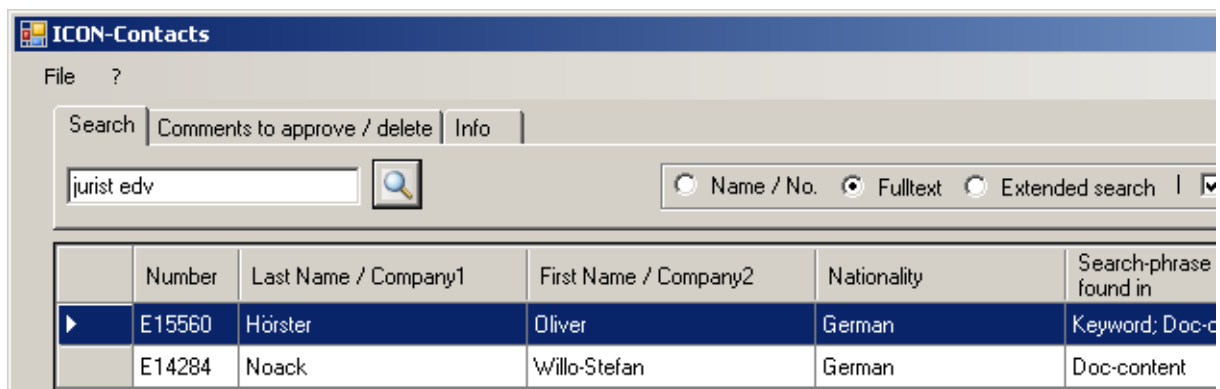 ICON-Contacts
File ?
Search Comments to approve / delete Info
jurist edv
Name / No. Fulltext Extended search |
Number Last Name / Company1 First Name / Company2 Nationality Search-phrase
found in
E15560 Hörster Oliver German Keyword;
E14284 Noack Willo-Stefan German Doc-content